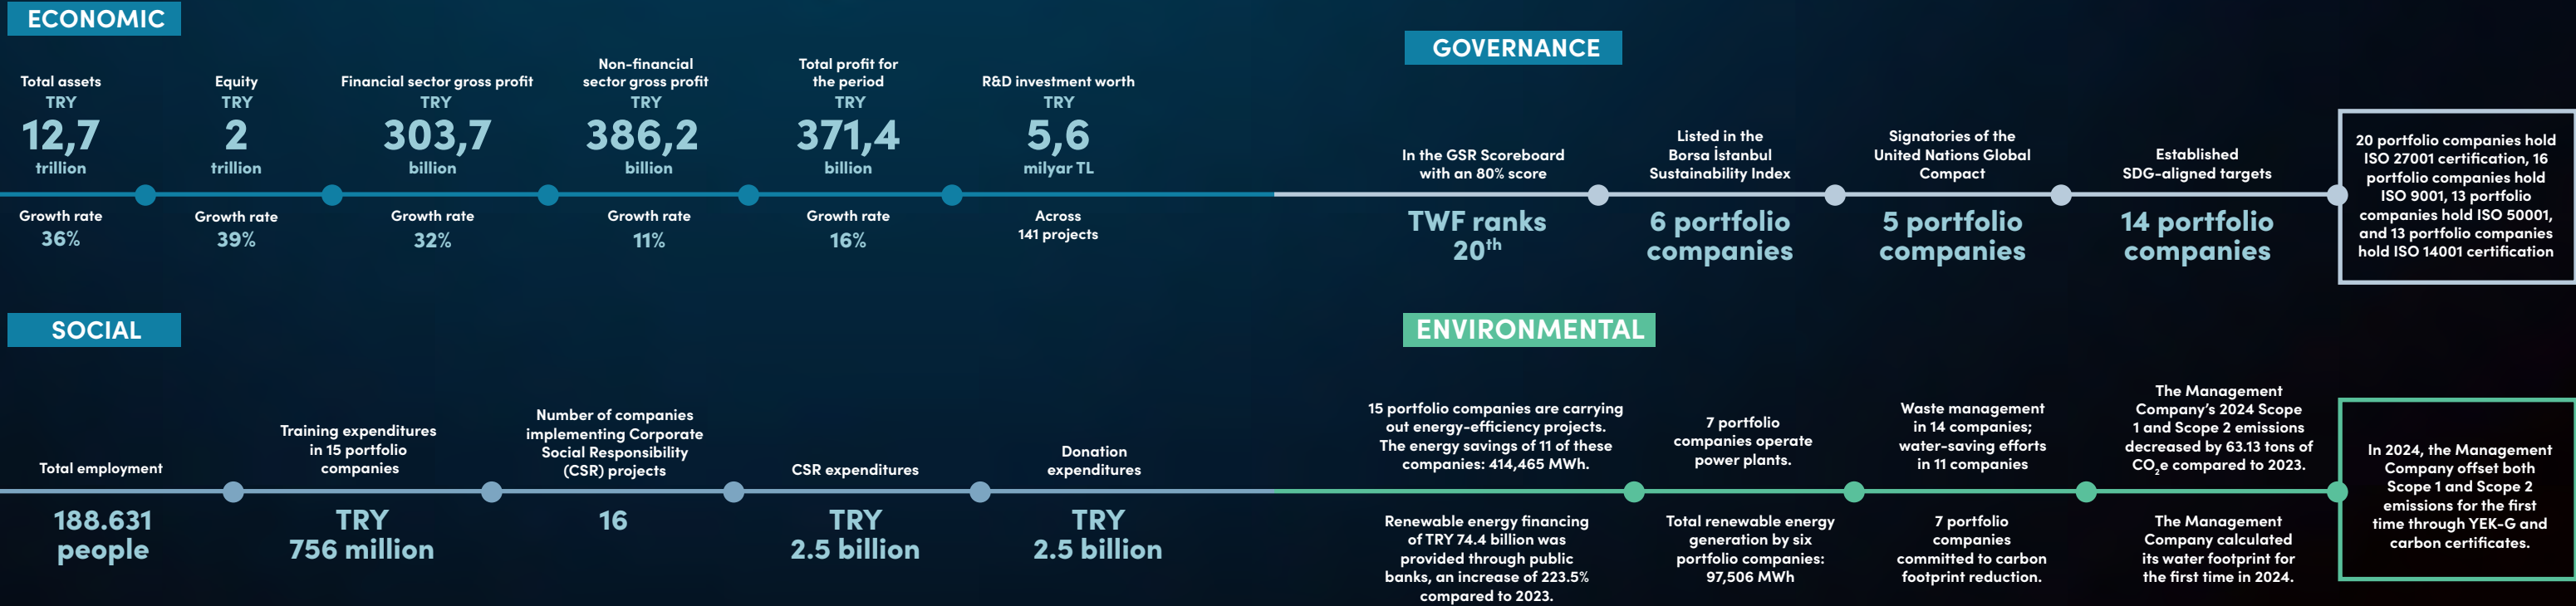 ECONOMIC
Total assets
TRY
12,7
trillion
Growth rate
36%
Equity
TRY
2
trillion
Growth rate
39%
Financial sector gross profit
TRY
303,7
billion
Growth rate
32%
Non-financial
sector gross profit
TRY
386,2
billion
Growth rate
11%
Total profit for
the period
TRY
371,4
billion
Growth rate
16%
R&D investment worth
TRY
5,6
milyar TL
Across
141 projects
GOVERNANCE
In the GSR Scoreboard
with an 80% score
TWF ranks
20th
Listed in the
Borsa İstanbul
Sustainability Index
6 portfolio
companies
Signatories of the
United Nations Global
Compact
5 portfolio
companies
Established
SDG-aligned targets
14 portfolio
companies
20 portfolio companies hold
ISO 27001 certification, 16
portfolio companies hold
ISO 9001, 13 portfolio
companies hold ISO 50001,
and 13 portfolio companies
hold ISO 14001 certification
SOCIAL
Total employment
188.631
people
Training expenditures
in 15 portfolio
companies
TRY
756 million
Number of companies
implementing Corporate
Social Responsibility
(CSR) projects
16
CSR expenditures
TRY
2.5 billion
Donation
expenditures
TRY
2.5 billion
ENVIRONMENTAL
15 portfolio companies are carrying
out energy-efficiency projects.
The energy savings of 11 of these
companies: 414,465 MWh.
Renewable energy financing
of TRY 74.4 billion was
provided through public
banks, an increase of 223.5%
compared to 2023.
7 portfolio
companies operate
power plants.
Total renewable energy
generation by six
portfolio companies:
97,506 MWh
Waste management
in 14 companies;
water-saving efforts
in 11 companies
7 portfolio
companies
committed to carbon
footprint reduction.
The Management
Company's 2024 Scope
1 and Scope 2 emissions
decreased by 63.13 tons of
CO2e compared to 2023.
The Management
Company calculated
its water footprint for
the first time in 2024.
In 2024, the Management
Company offset both
Scope 1 and Scope 2
emissions for the first
time through YEK-G and
carbon certificates.